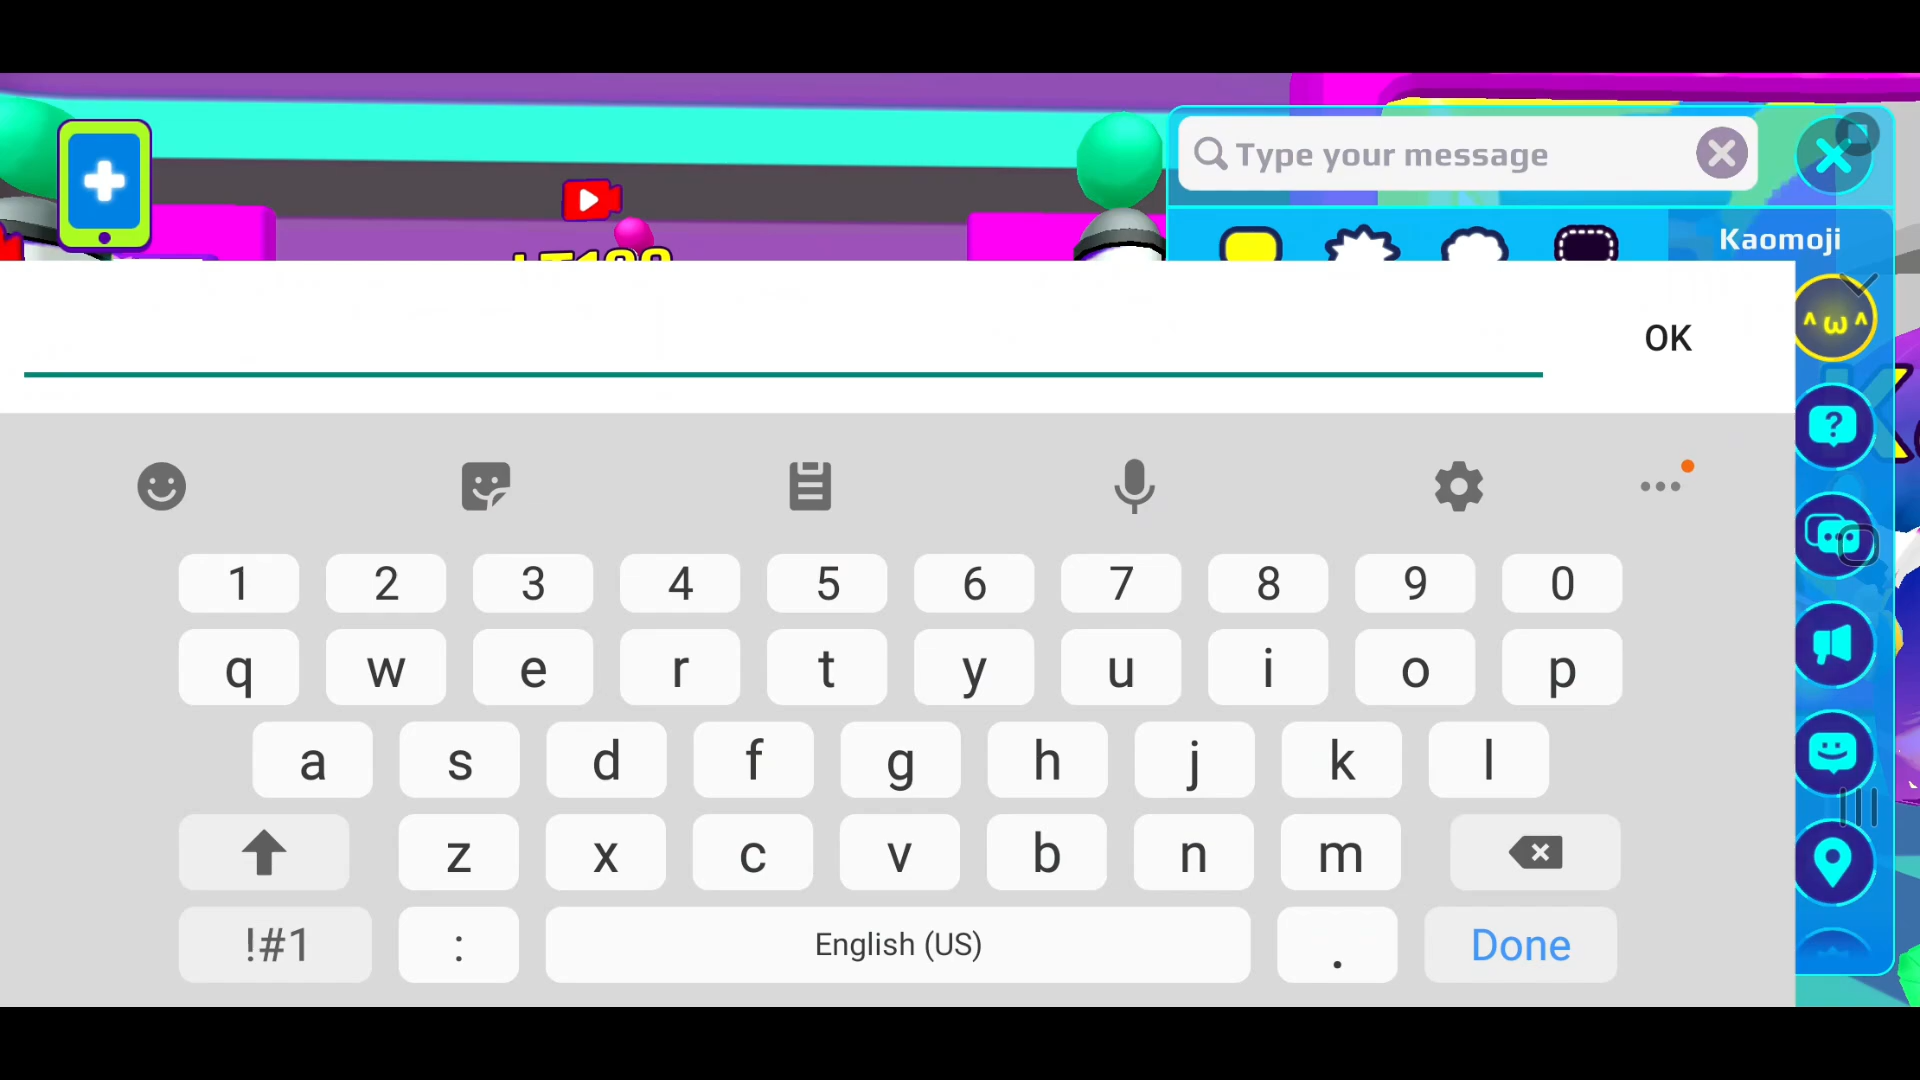 Type your message
Kaomoji
^ω^
OK
?
1 2 3 4 5 6 7 8 9 0
q w e r t y u i o p
a s d f g h j k l
z x c v b n m
!#1 : English (US) . Done